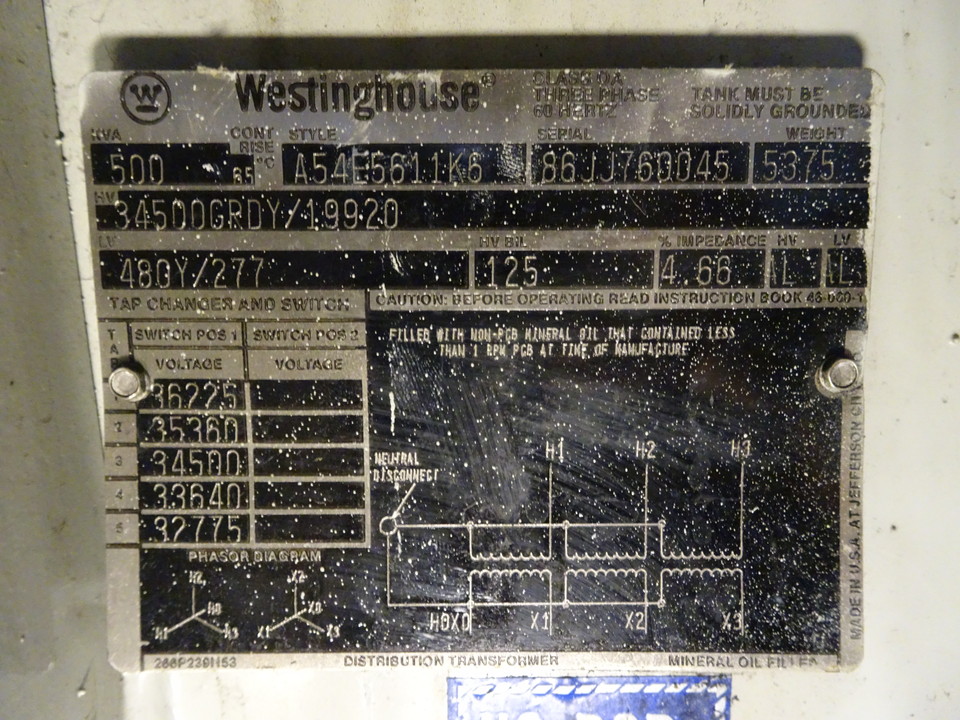 W Westinghouse®
CLASS OA
THREE PHASE
60 HERTZ
TANK MUST BE
SOLIDLY GROUNDED
KVA CONT RISE °C STYLE SERIAL WEIGHT
500 65 A54E5611K6 86JJ760045 5375
HV
34500GRDY/19920
LV HV BIL % IMPEDANCE HV LV
480Y/277 125 4.66 AL AL
TAP CHANGER AND SWITCH
CAUTION: BEFORE OPERATING READ INSTRUCTION BOOK 46-060-1
TAP SWITCH POS 1 SWITCH POS 2
VOLTAGE VOLTAGE
FILLED WITH NON-PCB MINERAL OIL THAT CONTAINED LESS
THAN 1 PPM PCB AT TIME OF MANUFACTURE
36225
2 35360
3 34500
4 33640
5 32775
H1 H2 H3
NEUTRAL
DISCONNECT
H0X0 X1 X2 X3
PHASOR DIAGRAM
H2 X2
H0 X0
H1 H3 X1 X3
MADE IN U.S.A. AT JEFFERSON CITY
DISTRIBUTION TRANSFORMER
MINERAL OIL FILLED